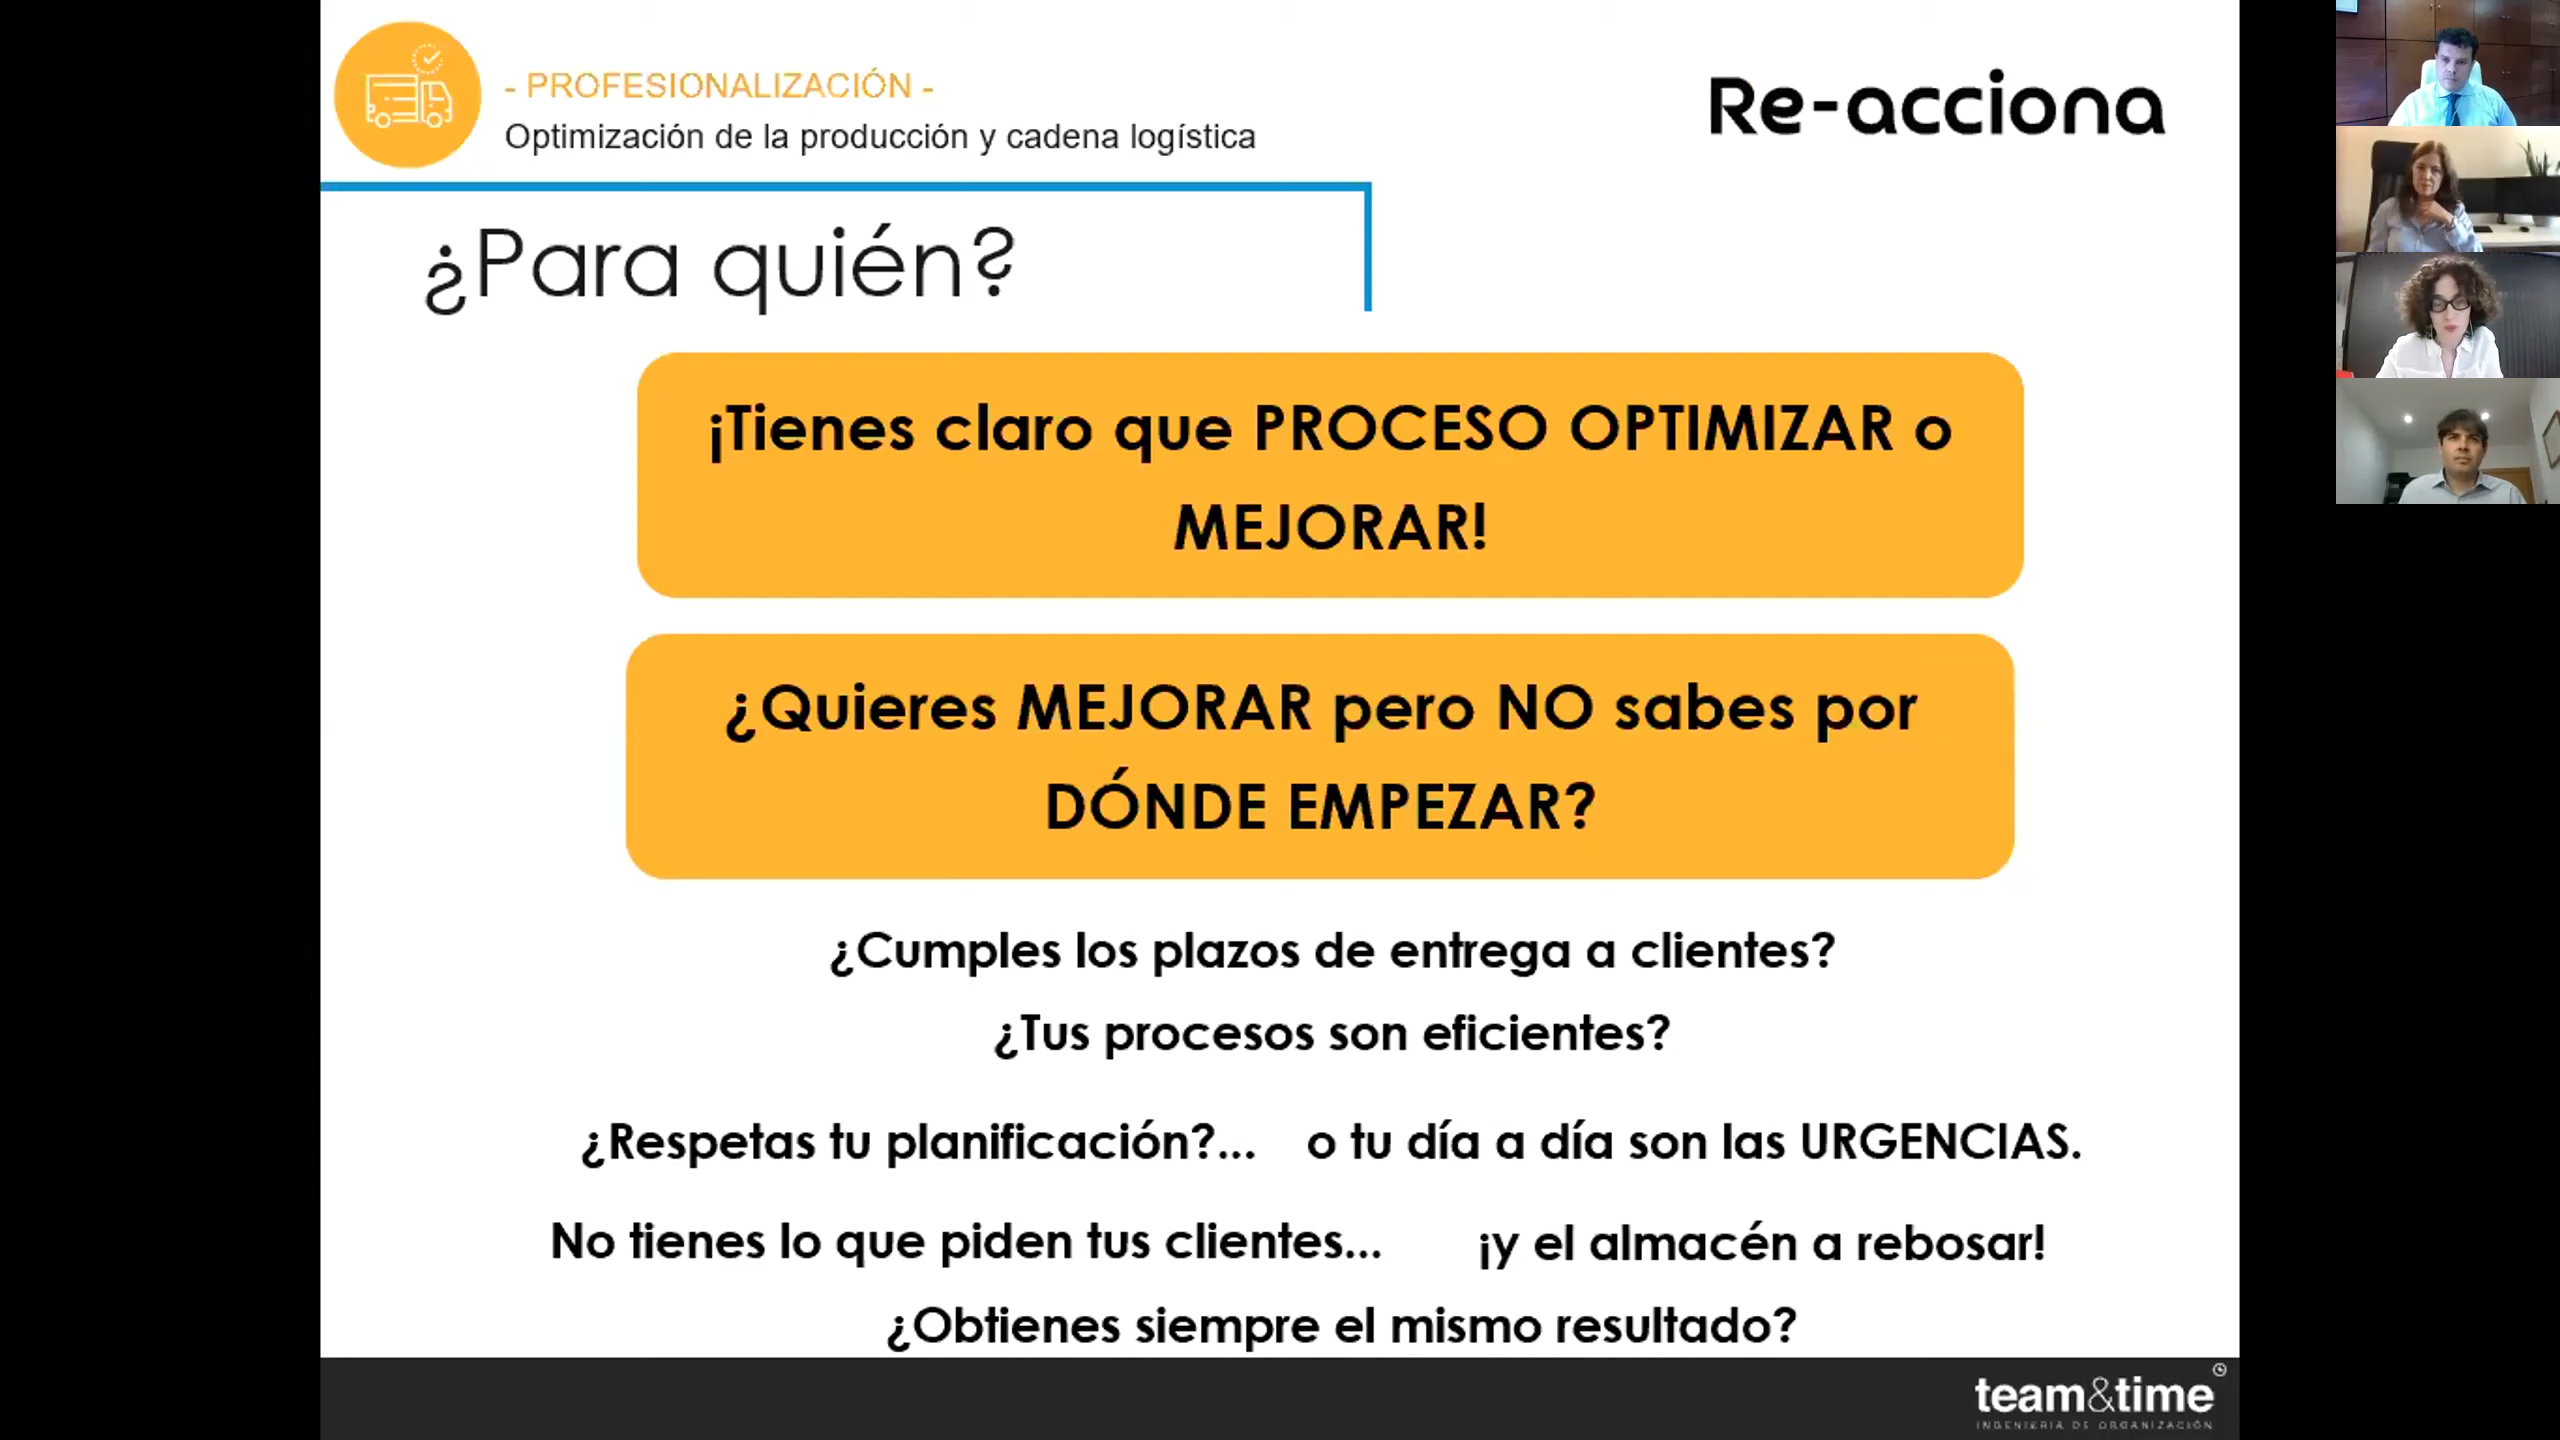 - PROFESIONALIZACIÓN -
Optimización de la producción y cadena logística
Re-acciona
¿Para quién?
¡Tienes claro que PROCESO OPTIMIZAR o
MEJORAR!
¿Quieres MEJORAR pero NO sabes por
DÓNDE EMPEZAR?
¿Cumples los plazos de entrega a clientes?
¿Tus procesos son eficientes?
¿Respetas tu planificación?... o tu día a día son las URGENCIAS.
No tienes lo que piden tus clientes... ¡y el almacén a rebosar!
¿Obtienes siempre el mismo resultado?
team&time
INGENIERÍA DE ORGANIZACIÓN